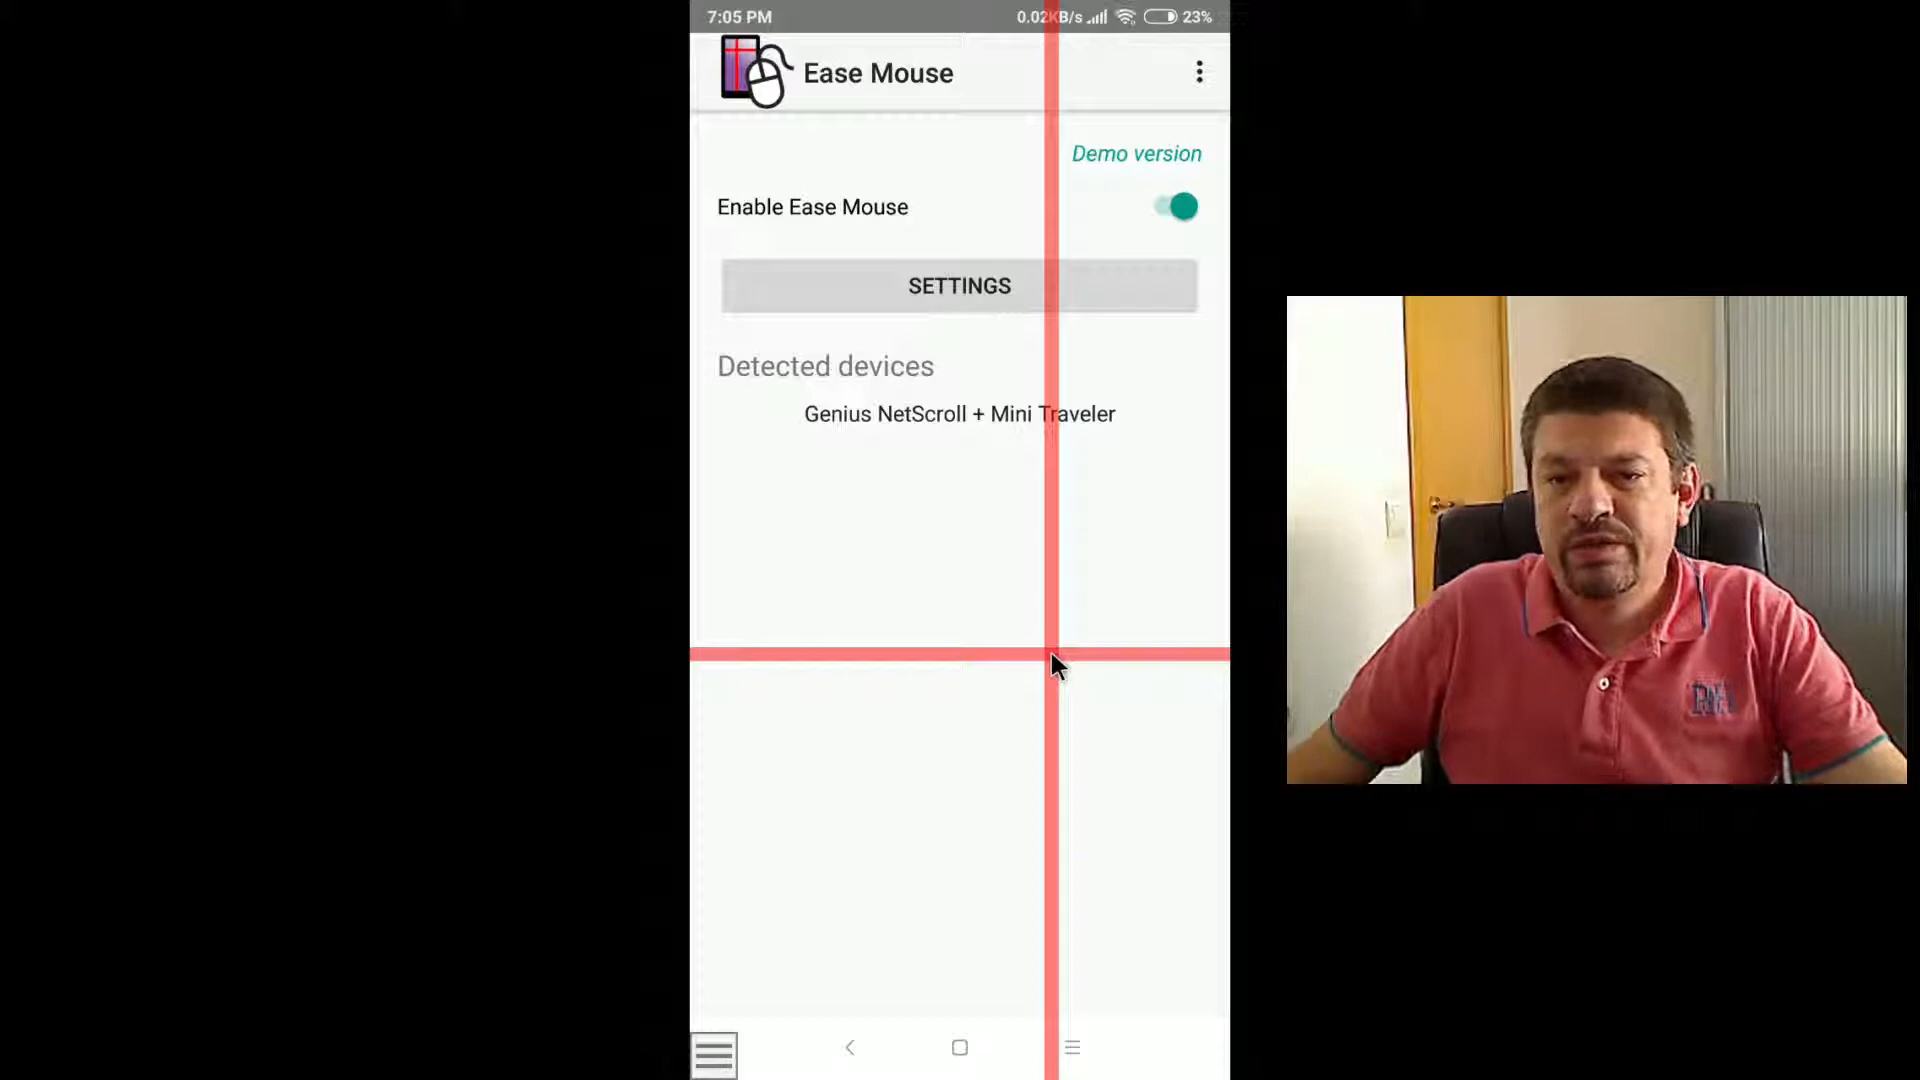 7:05 PM 0.02KB/s 23%
Ease Mouse
Demo version
Enable Ease Mouse
SETTINGS
Detected devices
Genius NetScroll + Mini Traveler